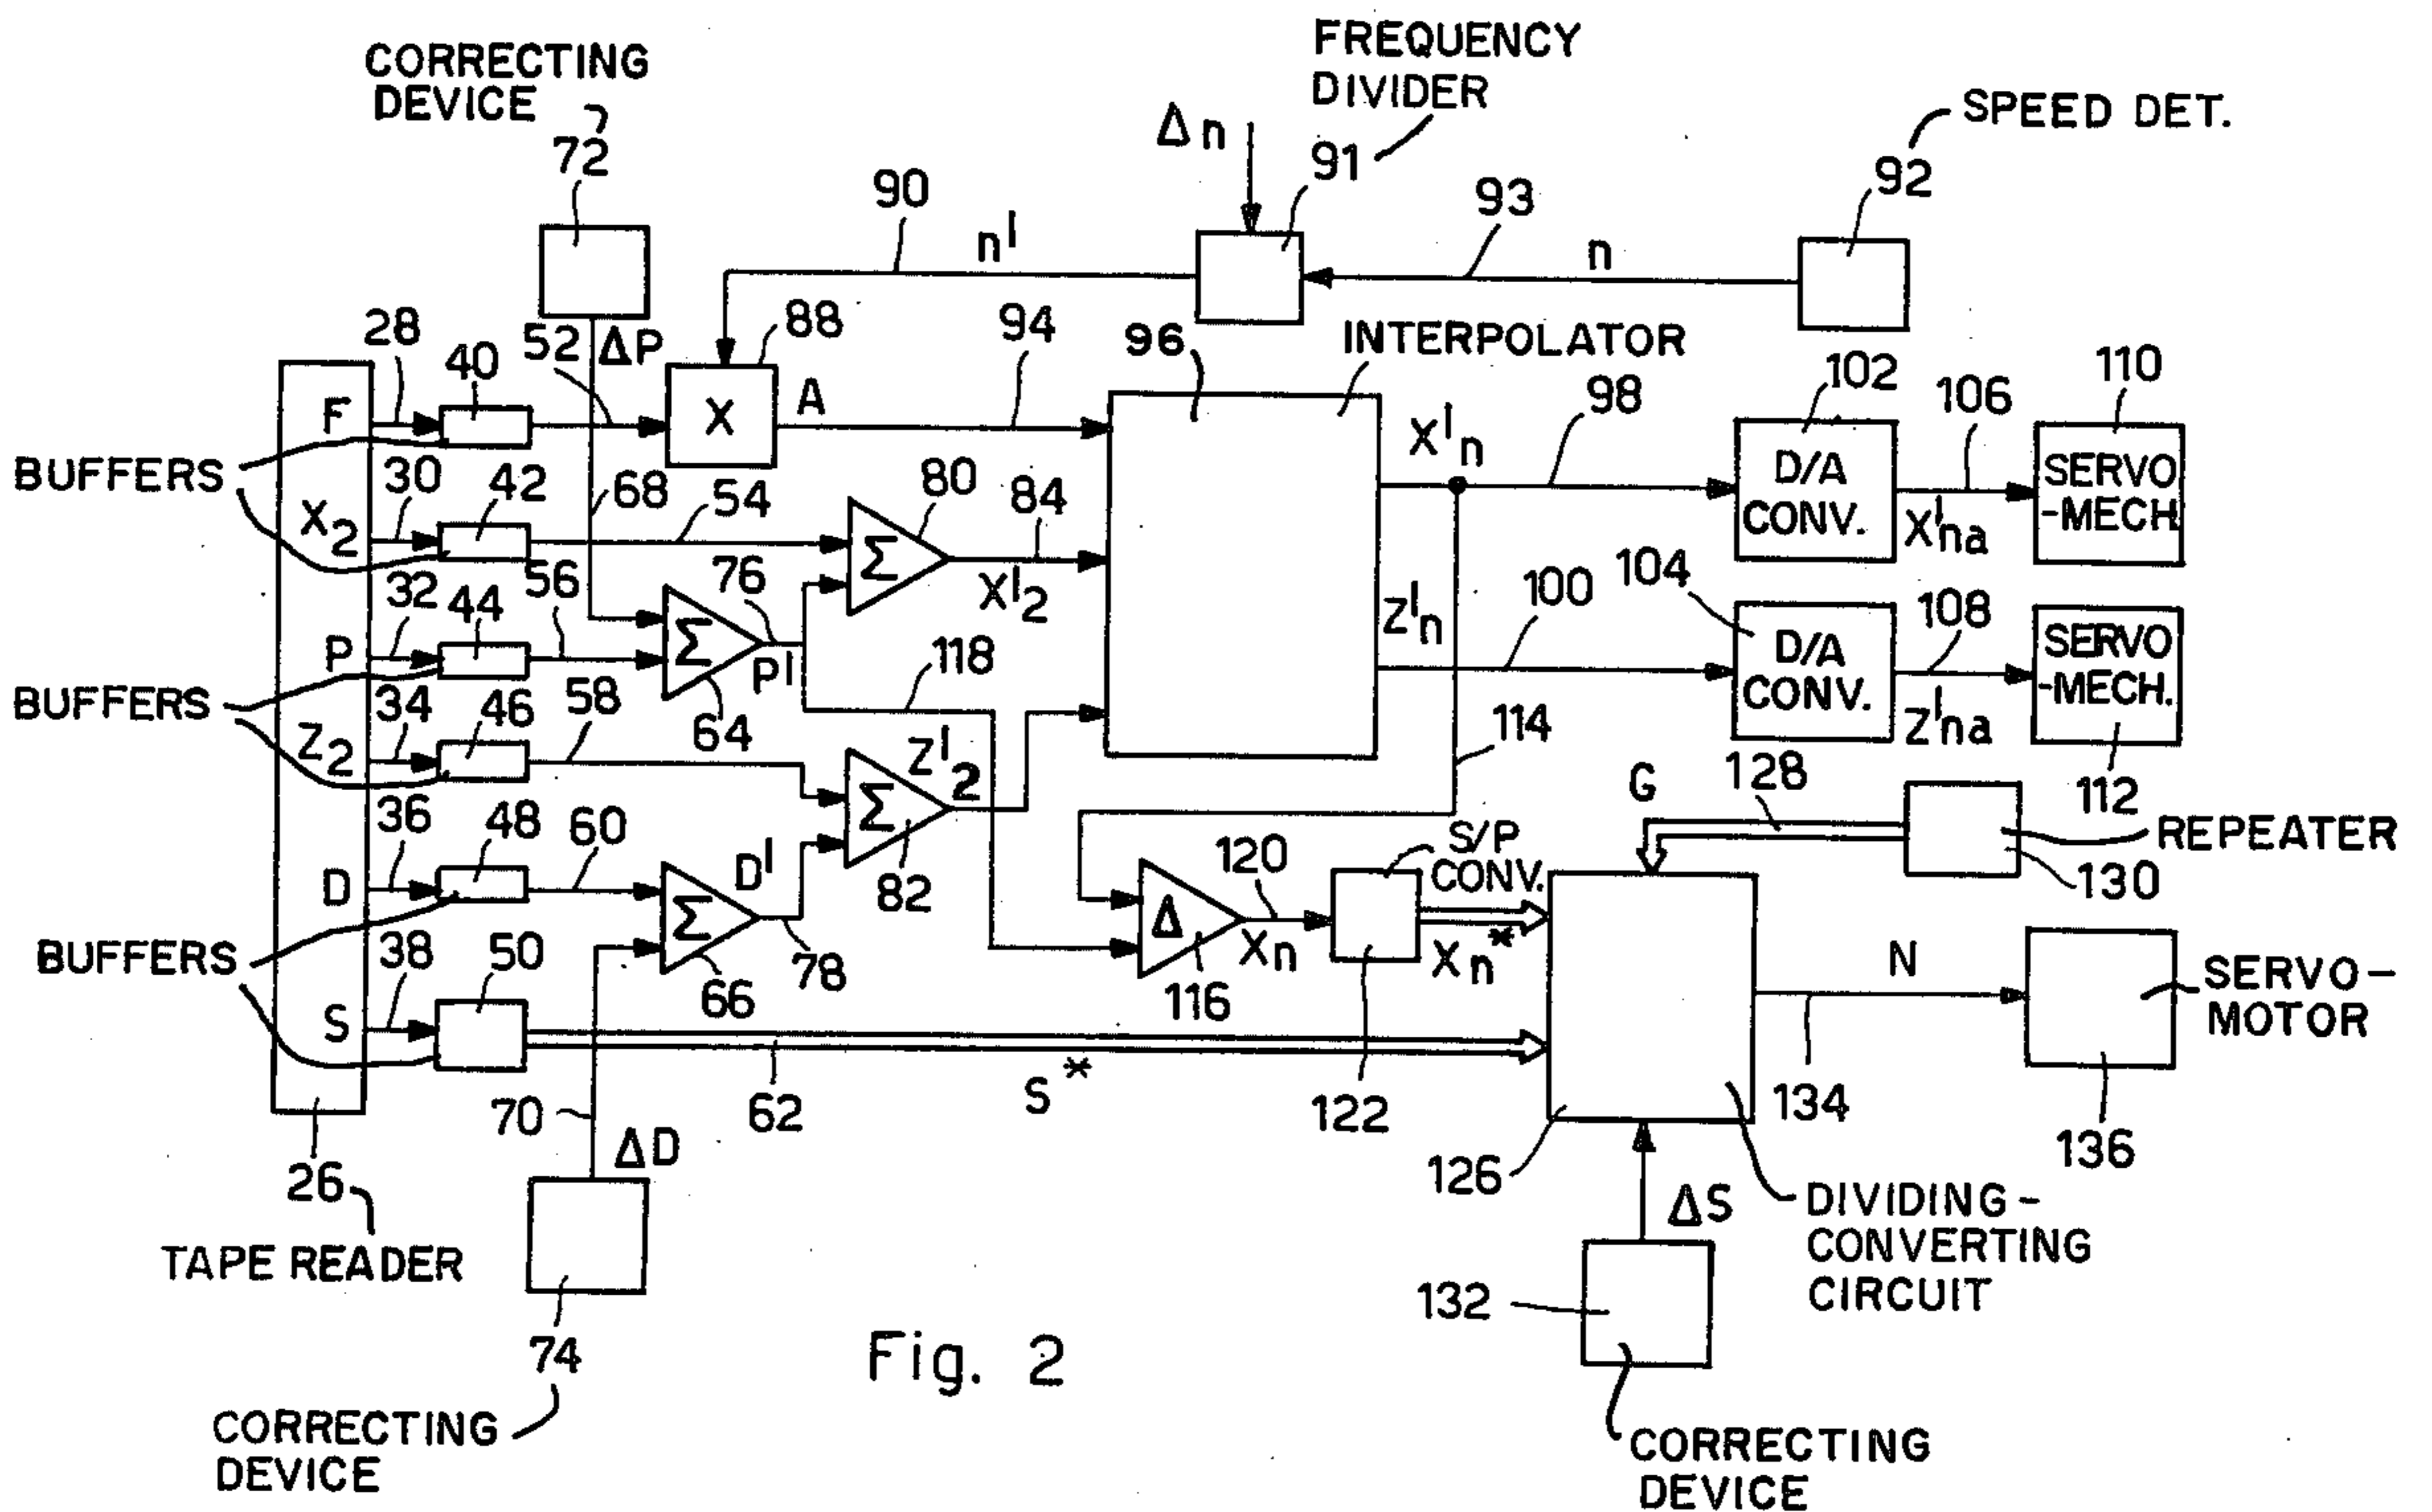 CORRECTING
DEVICE
72
FREQUENCY
DIVIDER
91
Δn
SPEED DET.
92
90
n'
93
n
28
40
52
ΔP
88
94
96
INTERPOLATOR
F
X
A
98
102
106
110
BUFFERS
30
42
68
54
80
84
X'n
D/A
CONV.
X'na
SERVO
-MECH.
X2
Σ
X'2
32
44
56
76
Z'n
100
104
108
P
Σ
P'
118
D/A
CONV.
Z'na
SERVO
-MECH.
BUFFERS
34
46
58
64
114
Z2
Z'2
G
128
112
REPEATER
130
36
48
60
D'
Σ
82
120
S/P
CONV.
D
Σ
78
Δ
Xn
Xn*
N
BUFFERS
38
50
66
116
SERVO-
MOTOR
S
70
62
S*
122
134
136
26
ΔD
126
ΔS
DIVIDING-
CONVERTING
CIRCUIT
TAPE READER
132
74
Fig. 2
CORRECTING
DEVICE
CORRECTING
DEVICE